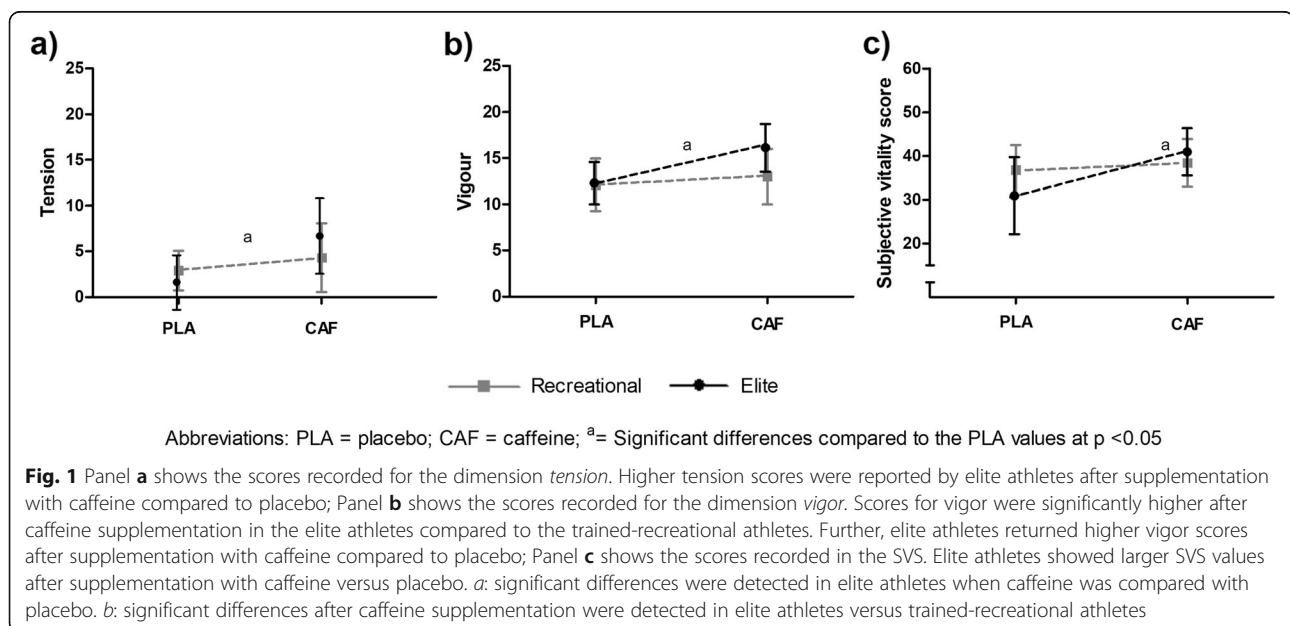 a)
25
20
15
10
5
0
Tension
a
PLA
CAF
b)
25
20
15
10
5
0
Vigour
a
PLA
CAF
c)
60
50
40
30
20
Subjective vitality score
a
PLA
CAF
Recreational
Elite
Abbreviations: PLA = placebo; CAF = caffeine; ᵃ= Significant differences compared to the PLA values at p <0.05
Fig. 1 Panel a shows the scores recorded for the dimension tension. Higher tension scores were reported by elite athletes after supplementation
with caffeine compared to placebo; Panel b shows the scores recorded for the dimension vigor. Scores for vigor were significantly higher after
caffeine supplementation in the elite athletes compared to the trained-recreational athletes. Further, elite athletes returned higher vigor scores
after supplementation with caffeine compared to placebo; Panel c shows the scores recorded in the SVS. Elite athletes showed larger SVS values
after supplementation with caffeine versus placebo. a: significant differences were detected in elite athletes when caffeine was compared with
placebo. b: significant differences after caffeine supplementation were detected in elite athletes versus trained-recreational athletes